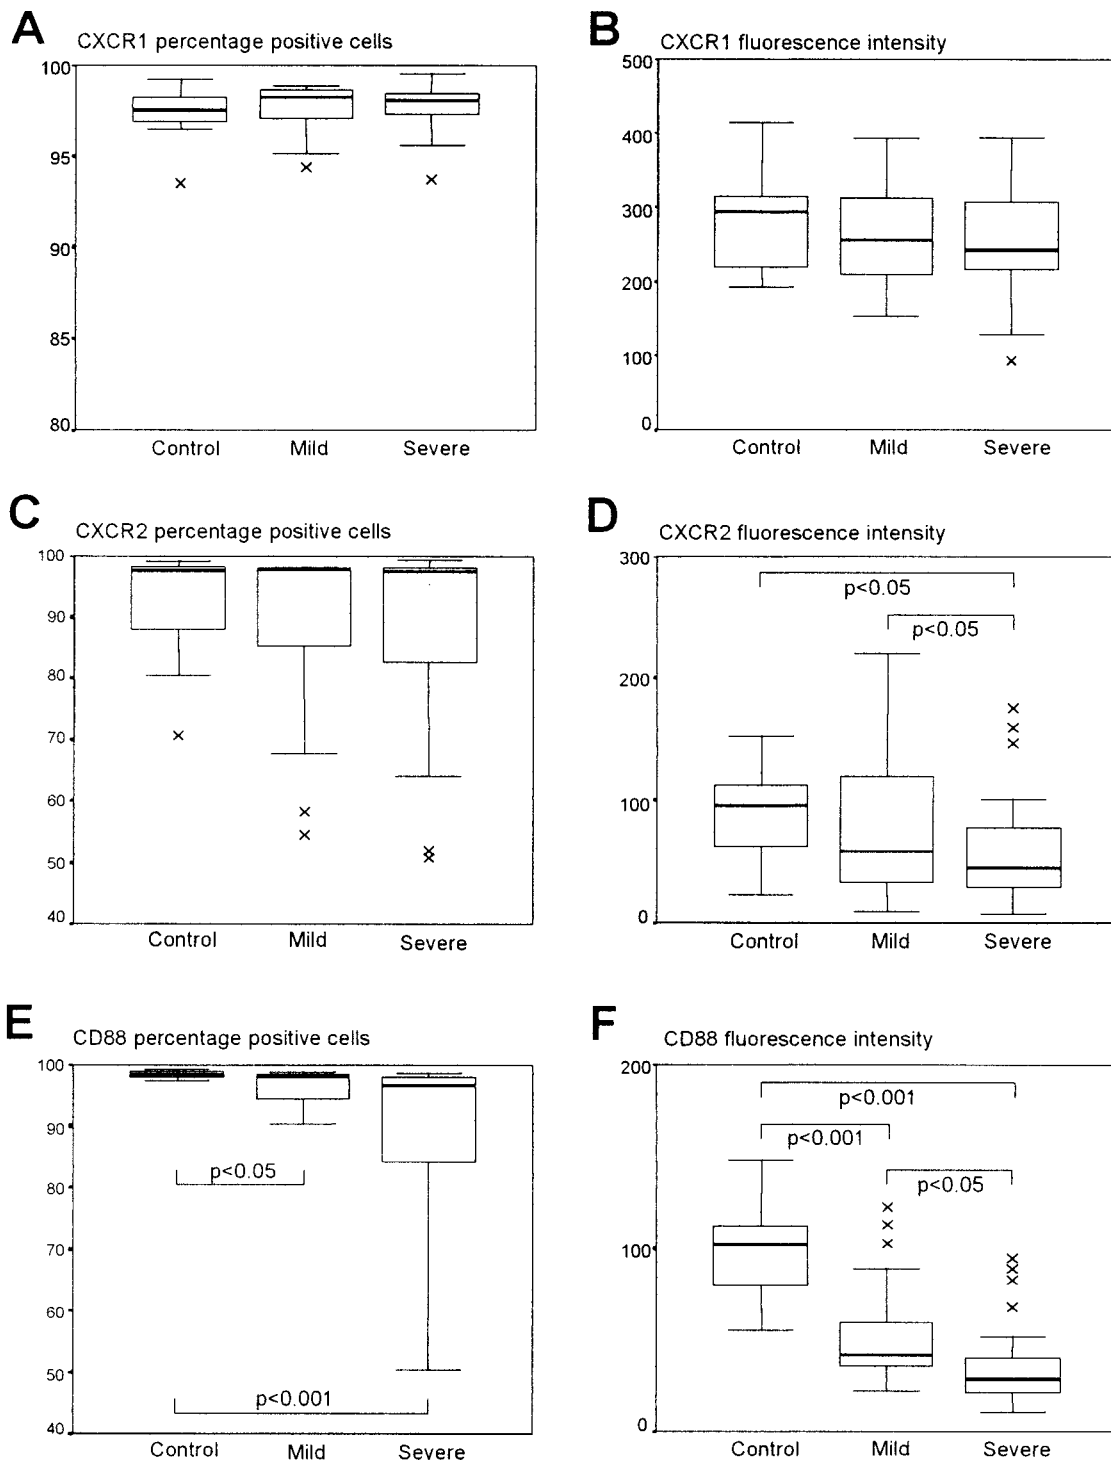 A
CXCR1 percentage positive cells
100
95
90
85
80
Control Mild Severe
B
CXCR1 fluorescence intensity
500
400
300
200
100
0
Control Mild Severe
C
CXCR2 percentage positive cells
100
90
80
70
60
50
40
Control Mild Severe
D
CXCR2 fluorescence intensity
300
200
100
0
p<0.05
p<0.05
Control Mild Severe
E
CD88 percentage positive cells
100
90
80
70
60
50
40
p<0.05
p<0.001
Control Mild Severe
F
CD88 fluorescence intensity
200
100
0
p<0.001
p<0.001
p<0.05
Control Mild Severe